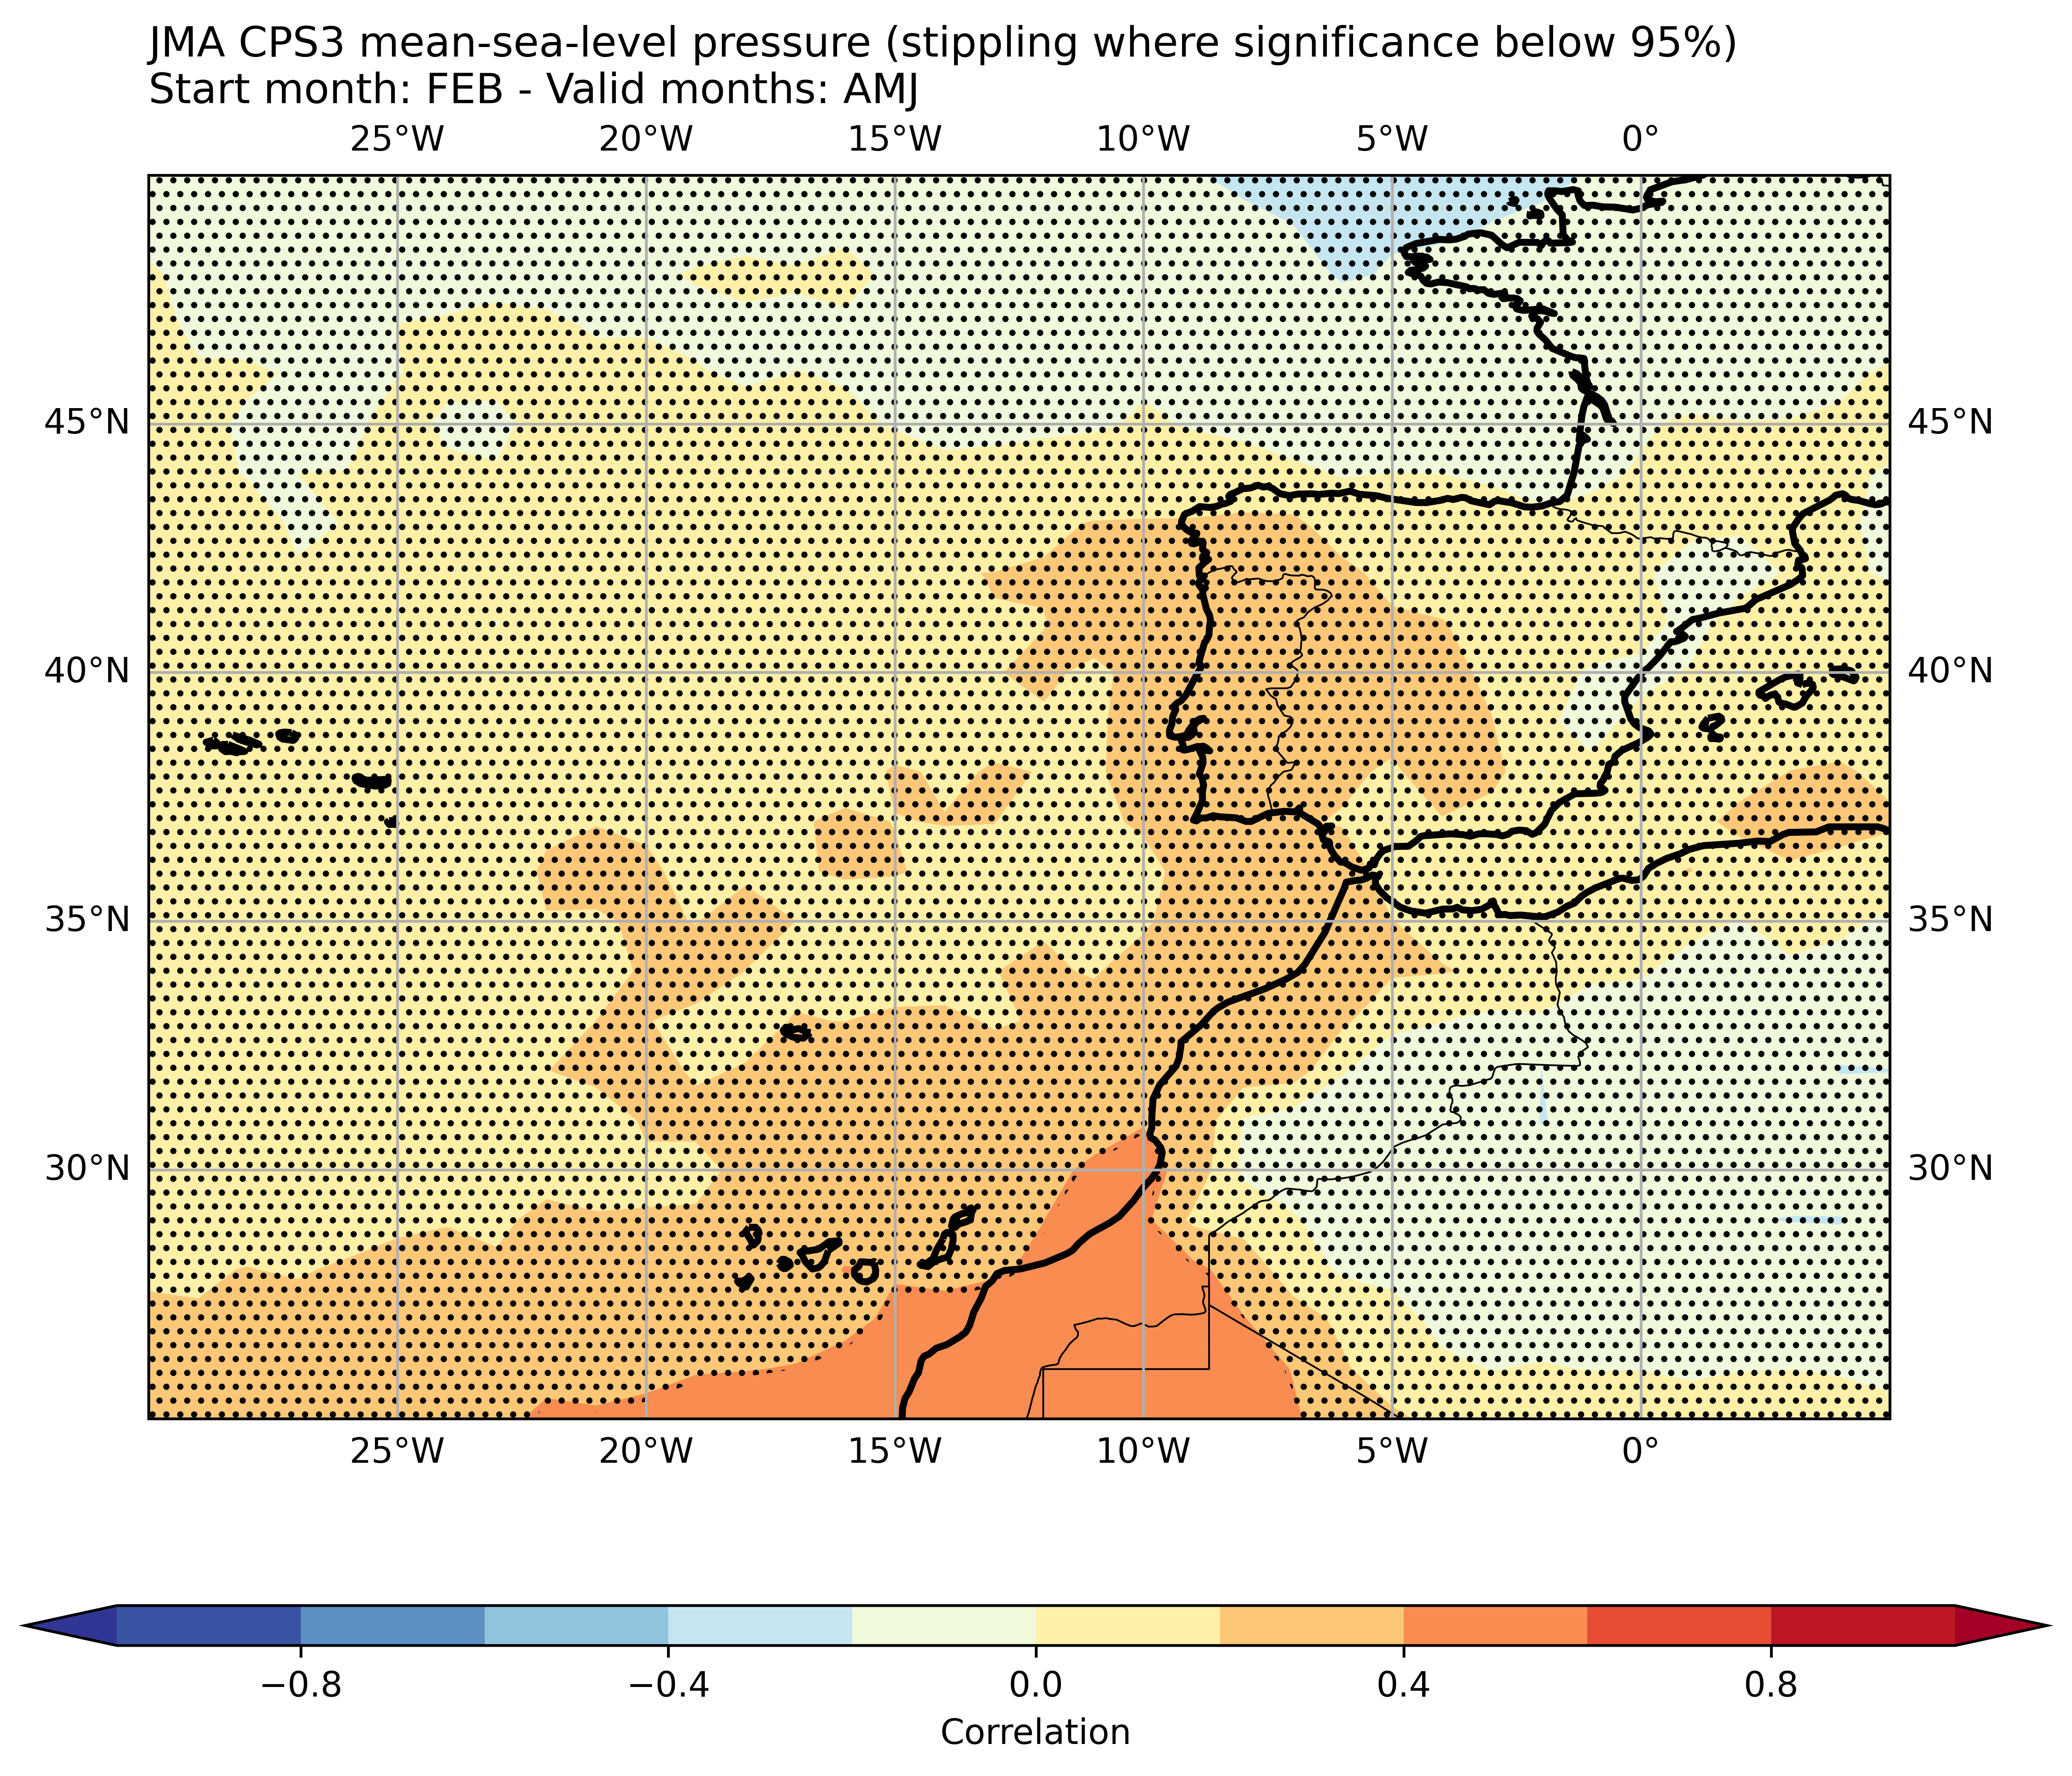 JMA CPS3 mean-sea-level pressure (stippling where significance below 95%)
Start month: FEB - Valid months: AMJ
25°W 20°W 15°W 10°W 5°W 0°
45°N 45°N
40°N 40°N
35°N 35°N
30°N 30°N
25°W 20°W 15°W 10°W 5°W 0°
−0.8 −0.4 0.0 0.4 0.8
Correlation